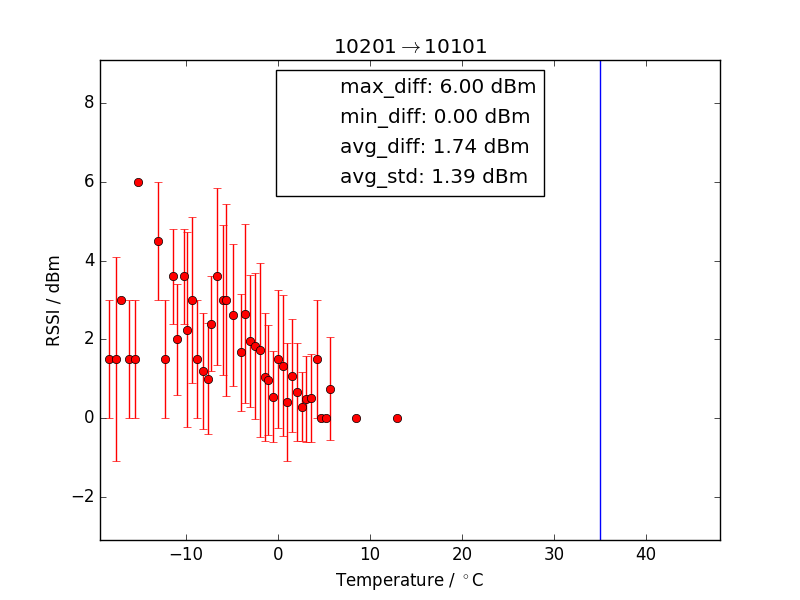 10201→10101
max_diff: 6.00 dBm
min_diff: 0.00 dBm
avg_diff: 1.74 dBm
avg_std: 1.39 dBm
RSSI / dBm
8
6
4
2
0
−2
−10 0 10 20 30 40
Temperature / °C